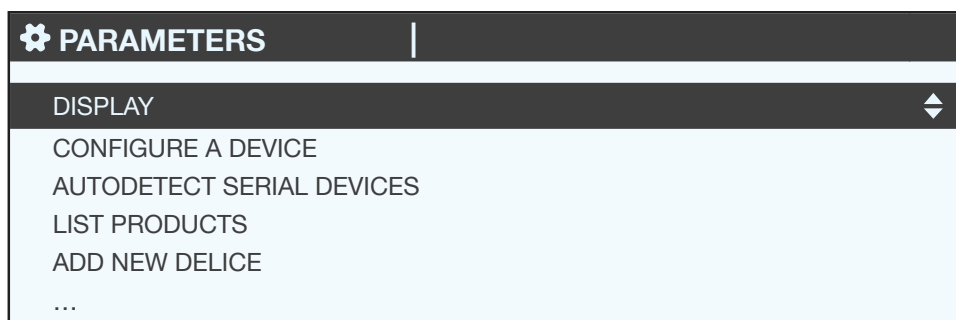 PARAMETERS
DISPLAY
CONFIGURE A DEVICE
AUTODETECT SERIAL DEVICES
LIST PRODUCTS
ADD NEW DELICE
…